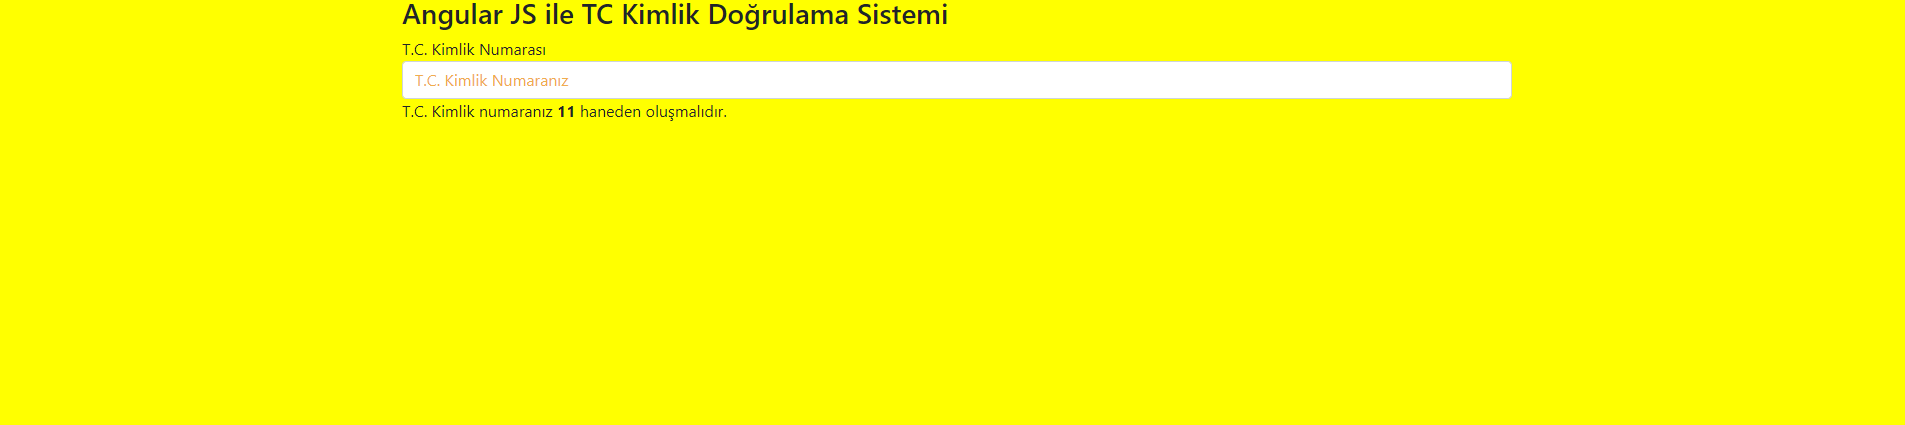 Angular JS ile TC Kimlik Doğrulama Sistemi
T.C. Kimlik Numarası
T.C. Kimlik Numaranız
T.C. Kimlik numaranız 11 haneden oluşmalıdır.